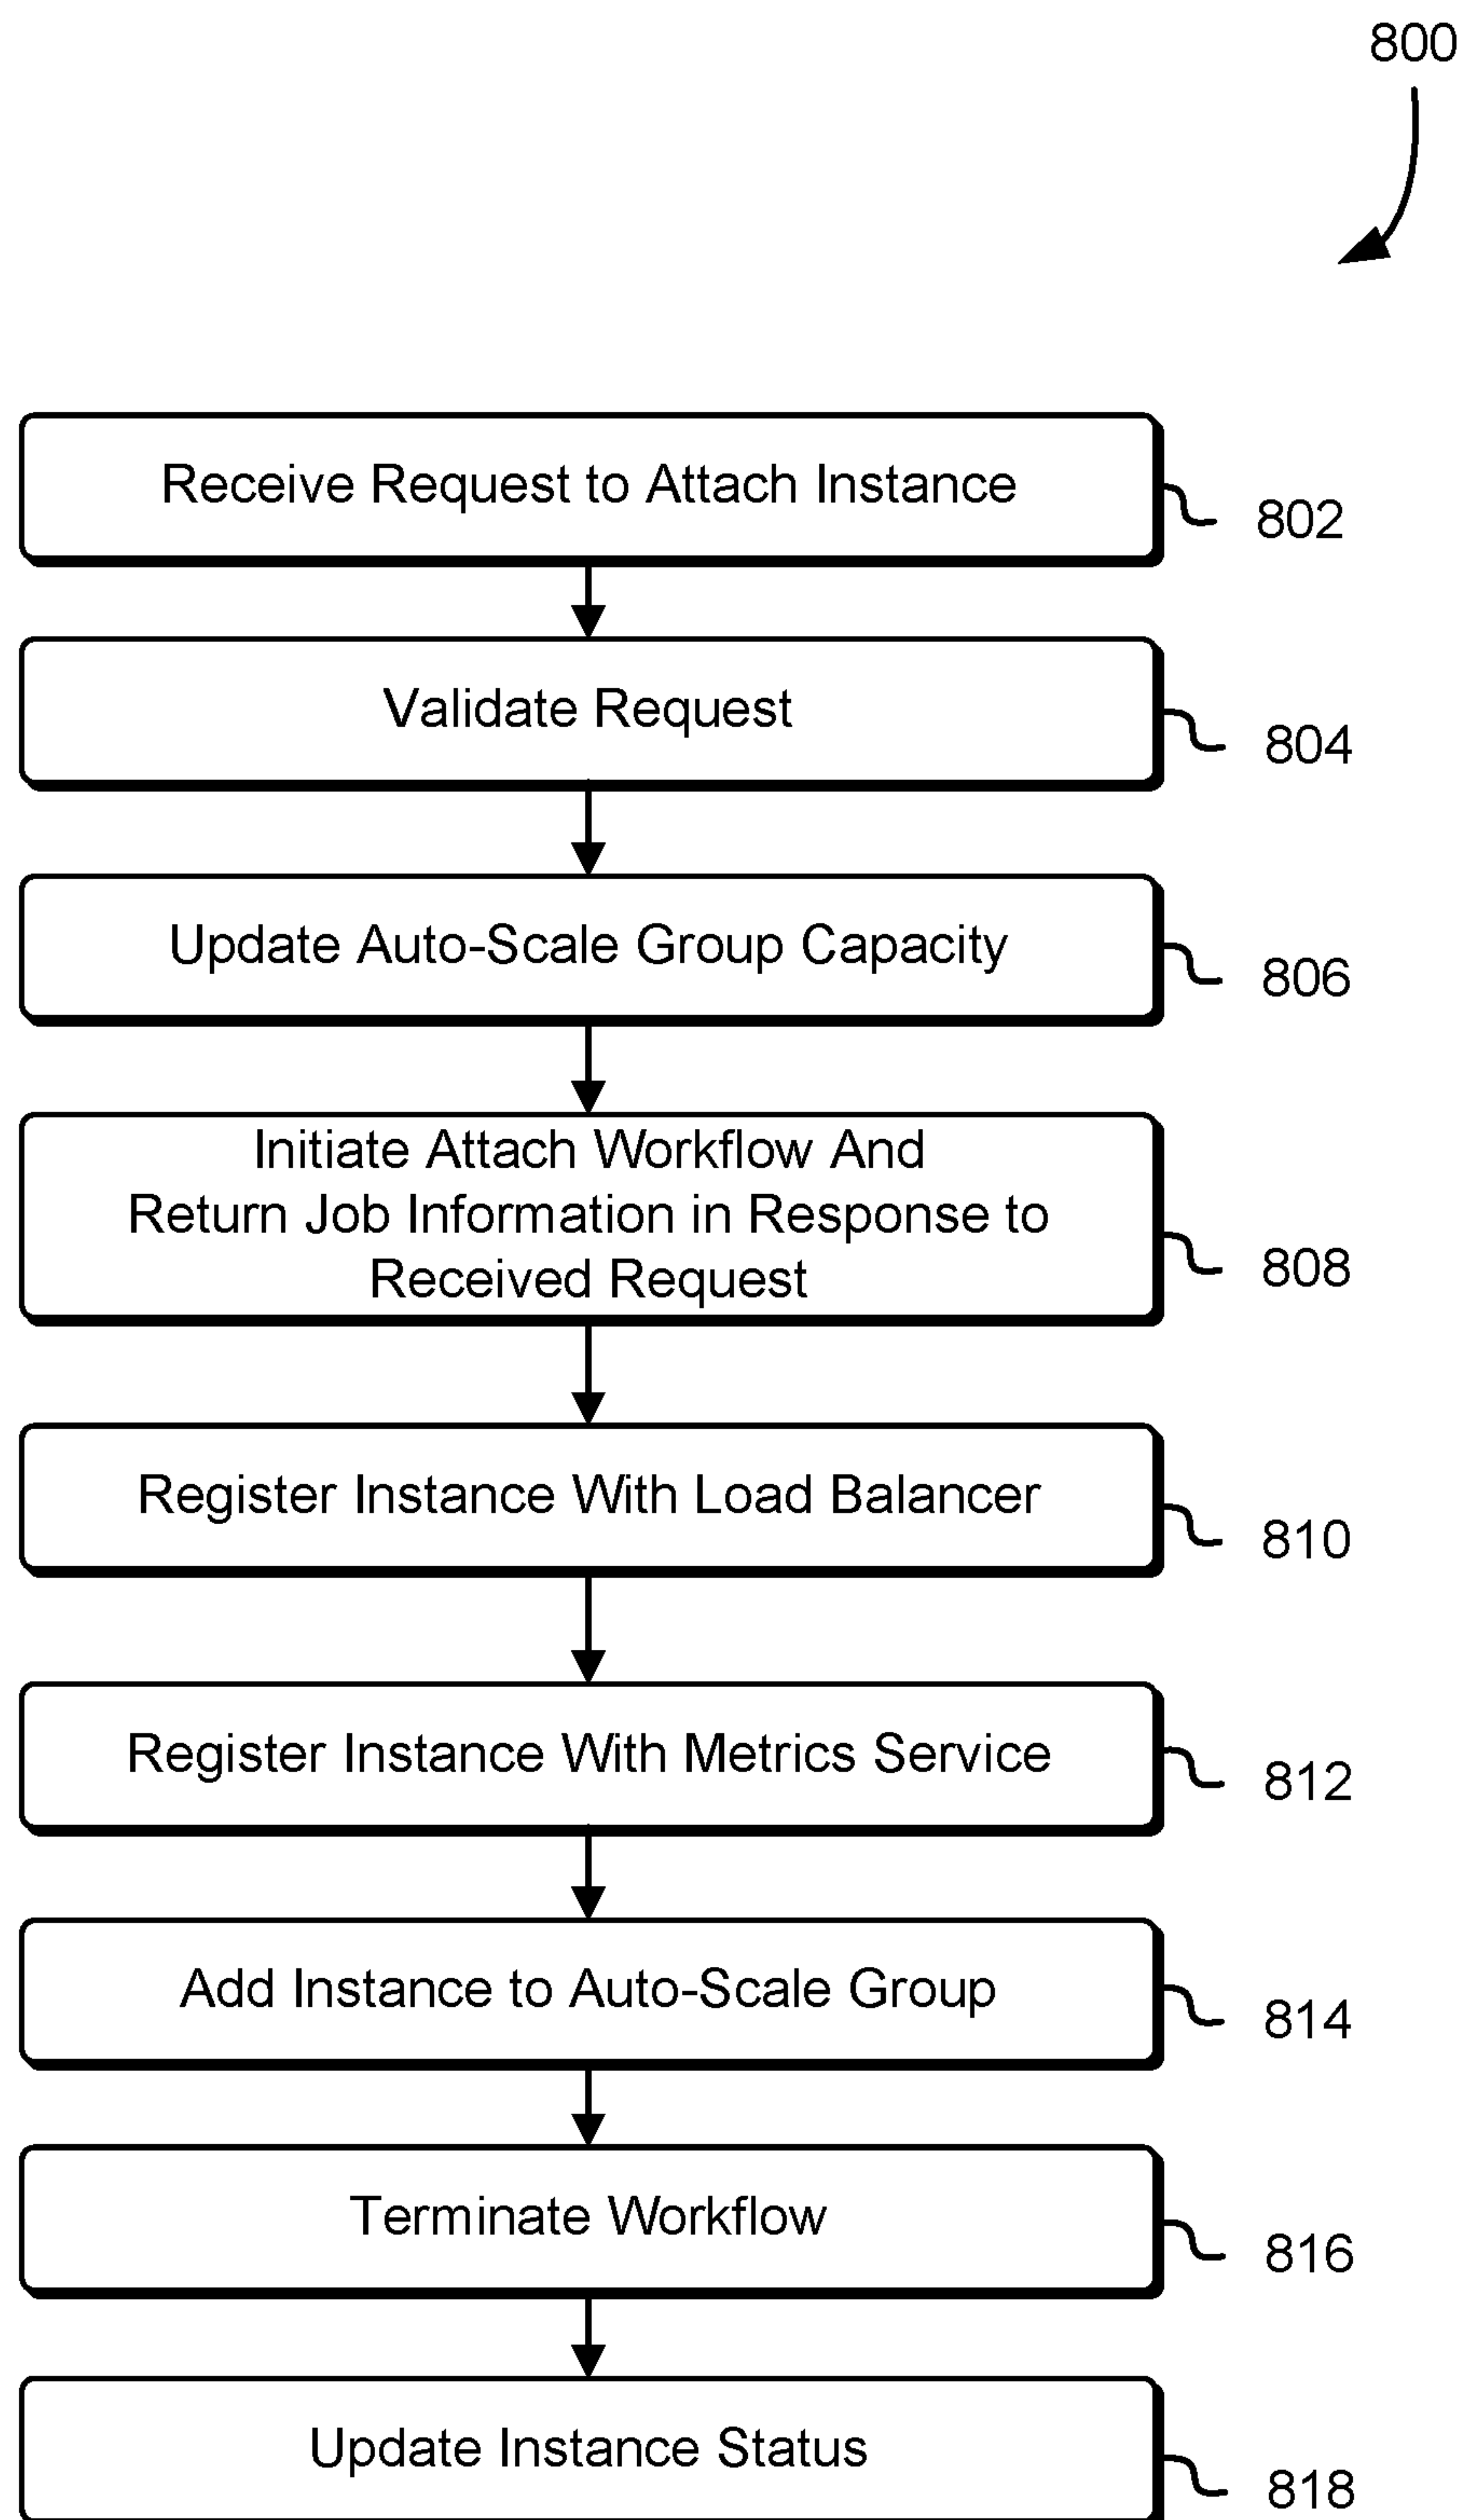 800
Receive Request to Attach Instance
802
Validate Request
804
Update Auto-Scale Group Capacity
806
Initiate Attach Workflow And
Return Job Information in Response to
Received Request
808
Register Instance With Load Balancer
810
Register Instance With Metrics Service
812
Add Instance to Auto-Scale Group
814
Terminate Workflow
816
Update Instance Status
818